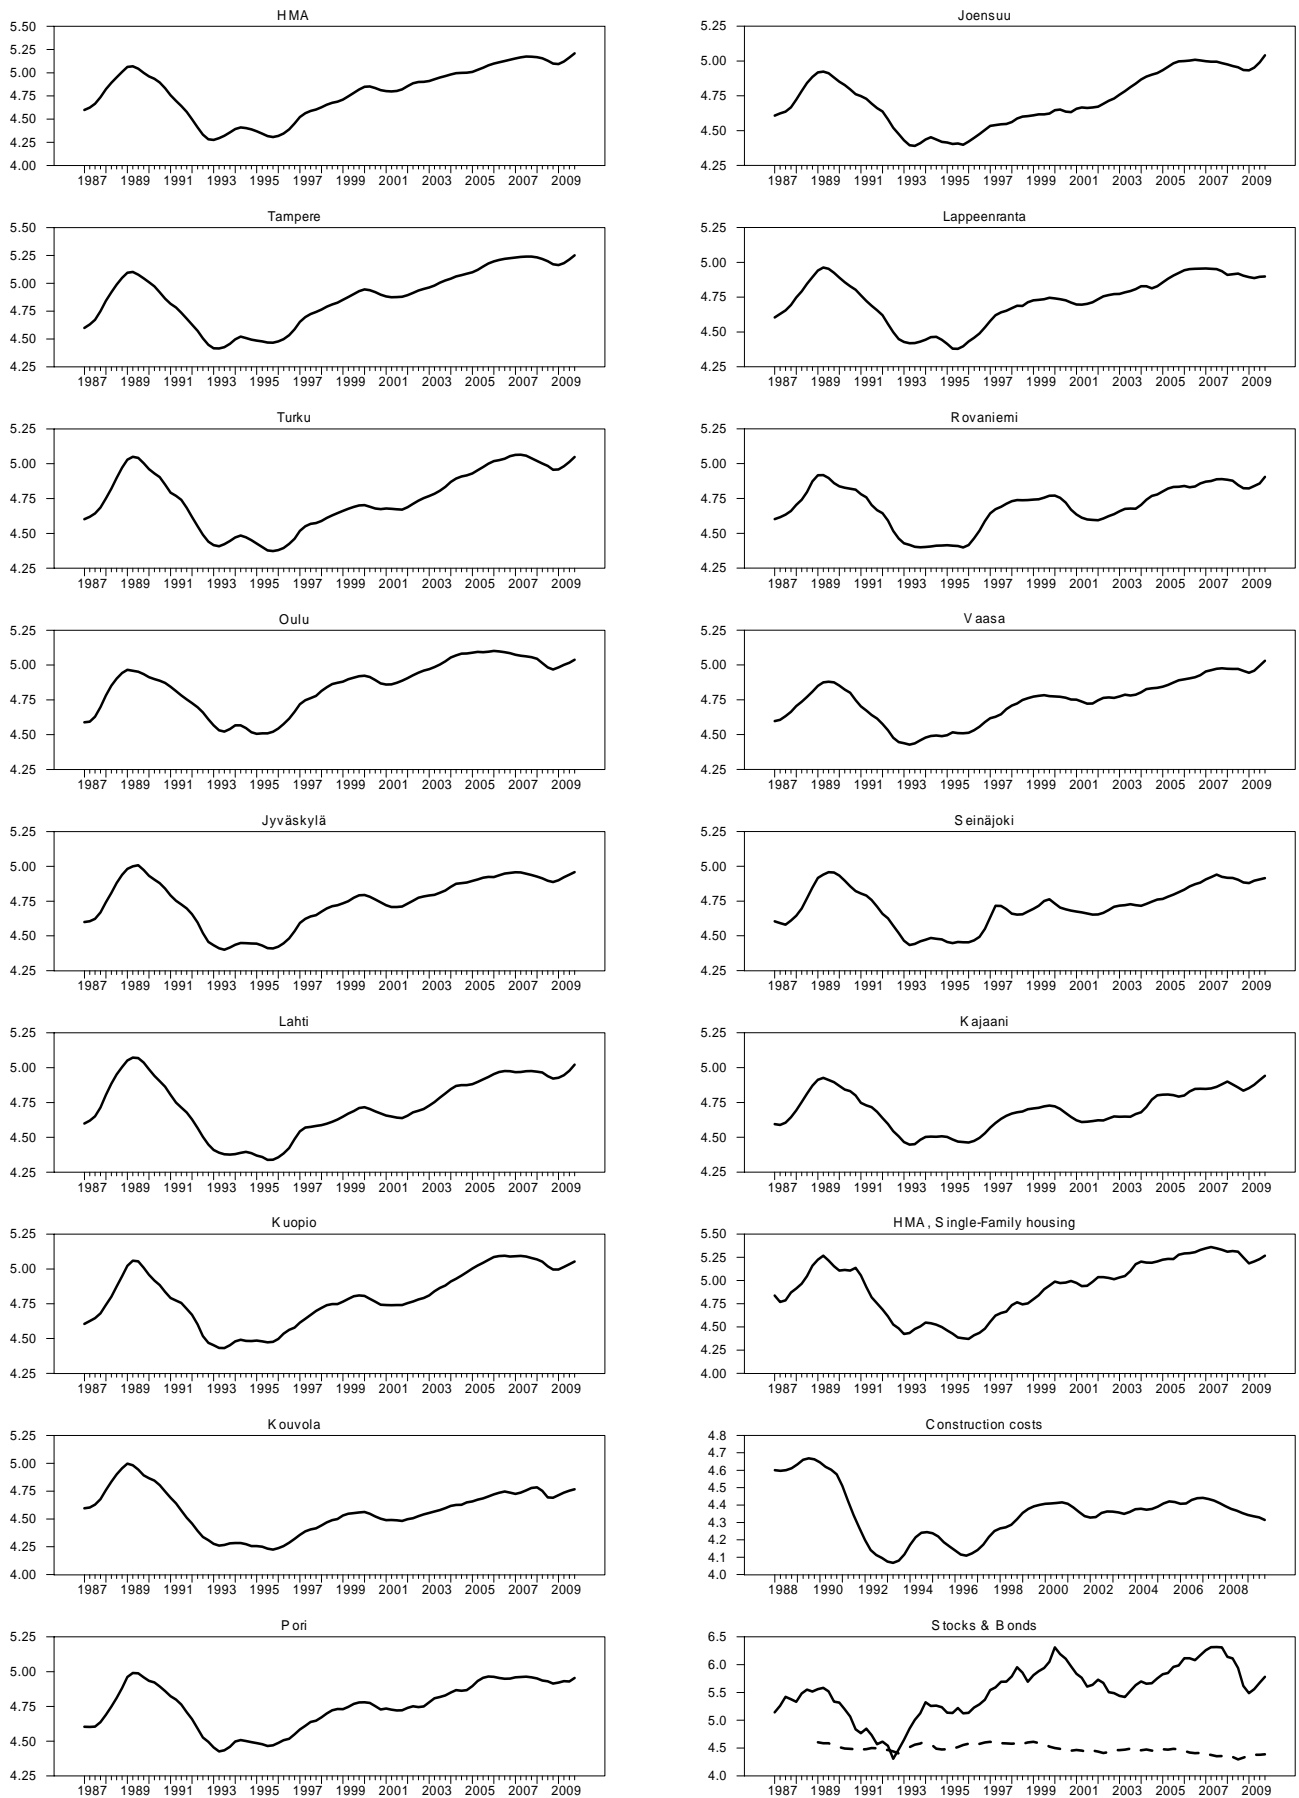 HMA
5.50
5.25
5.00
4.75
4.50
4.25
4.00
1987 1989 1991 1993 1995 1997 1999 2001 2003 2005 2007 2009
Joensuu
5.25
5.00
4.75
4.50
4.25
1987 1989 1991 1993 1995 1997 1999 2001 2003 2005 2007 2009
Tampere
5.50
5.25
5.00
4.75
4.50
4.25
1987 1989 1991 1993 1995 1997 1999 2001 2003 2005 2007 2009
Lappeenranta
5.25
5.00
4.75
4.50
4.25
1987 1989 1991 1993 1995 1997 1999 2001 2003 2005 2007 2009
Turku
5.25
5.00
4.75
4.50
4.25
1987 1989 1991 1993 1995 1997 1999 2001 2003 2005 2007 2009
Rovaniemi
5.25
5.00
4.75
4.50
4.25
1987 1989 1991 1993 1995 1997 1999 2001 2003 2005 2007 2009
Oulu
5.25
5.00
4.75
4.50
4.25
1987 1989 1991 1993 1995 1997 1999 2001 2003 2005 2007 2009
Vaasa
5.25
5.00
4.75
4.50
4.25
1987 1989 1991 1993 1995 1997 1999 2001 2003 2005 2007 2009
Jyväskylä
5.25
5.00
4.75
4.50
4.25
1987 1989 1991 1993 1995 1997 1999 2001 2003 2005 2007 2009
Seinäjoki
5.25
5.00
4.75
4.50
4.25
1987 1989 1991 1993 1995 1997 1999 2001 2003 2005 2007 2009
Lahti
5.25
5.00
4.75
4.50
4.25
1987 1989 1991 1993 1995 1997 1999 2001 2003 2005 2007 2009
Kajaani
5.25
5.00
4.75
4.50
4.25
1987 1989 1991 1993 1995 1997 1999 2001 2003 2005 2007 2009
Kuopio
5.25
5.00
4.75
4.50
4.25
1987 1989 1991 1993 1995 1997 1999 2001 2003 2005 2007 2009
HMA, Single-Family housing
5.50
5.25
5.00
4.75
4.50
4.25
4.00
1987 1989 1991 1993 1995 1997 1999 2001 2003 2005 2007 2009
Kouvola
5.25
5.00
4.75
4.50
4.25
4.00
1987 1989 1991 1993 1995 1997 1999 2001 2003 2005 2007 2009
Construction costs
4.8
4.7
4.6
4.5
4.4
4.3
4.2
4.1
4.0
1988 1990 1992 1994 1996 1998 2000 2002 2004 2006 2008
Pori
5.25
5.00
4.75
4.50
4.25
1987 1989 1991 1993 1995 1997 1999 2001 2003 2005 2007 2009
Stocks & Bonds
6.5
6.0
5.5
5.0
4.5
4.0
1987 1989 1991 1993 1995 1997 1999 2001 2003 2005 2007 2009